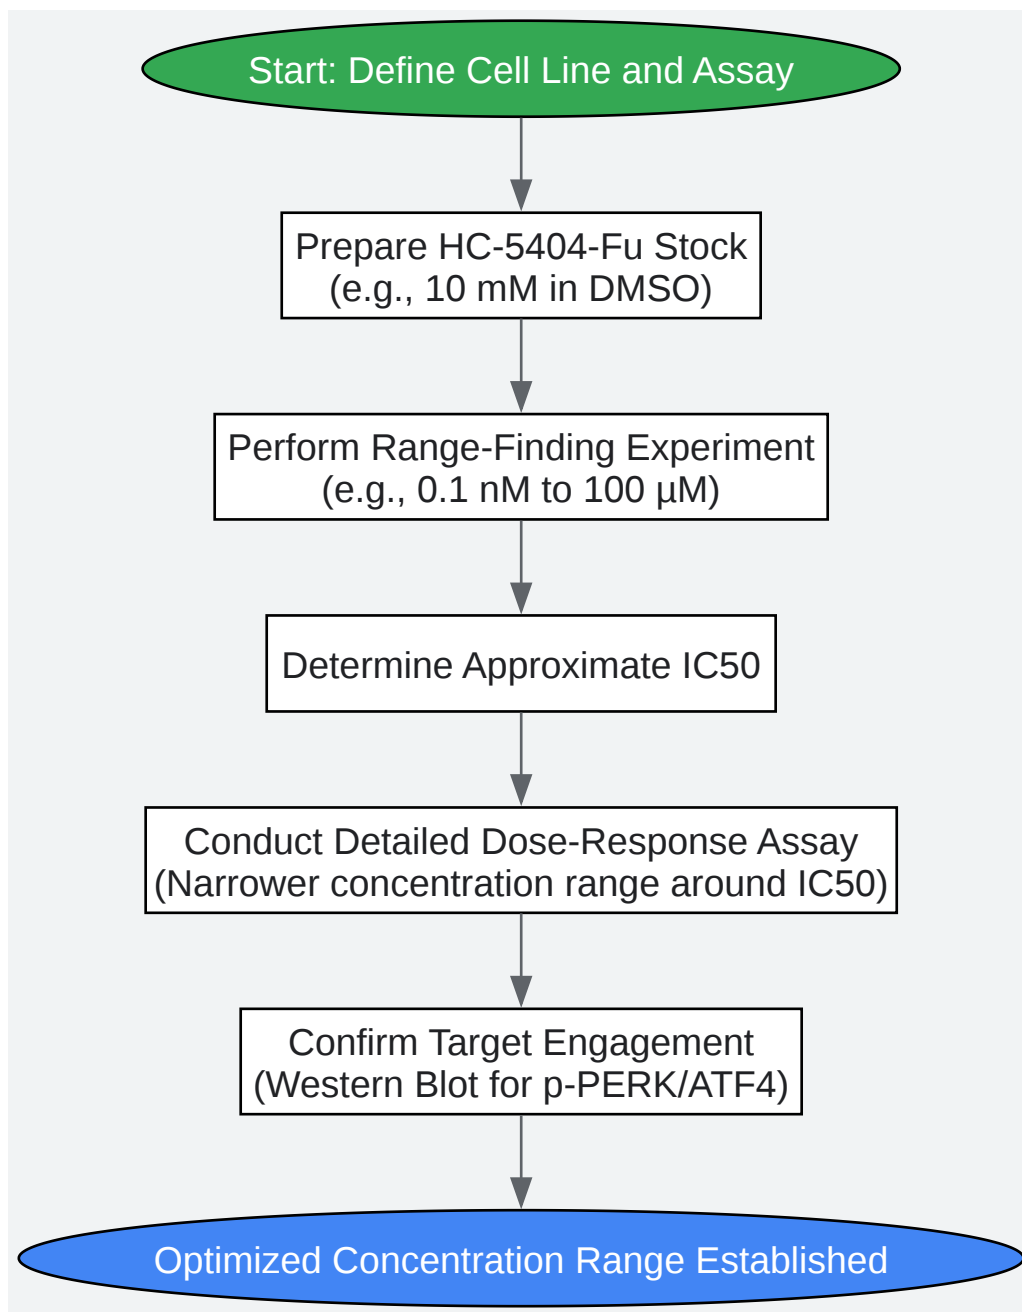 Start: Define Cell Line and Assay
Prepare HC-5404-Fu Stock
(e.g., 10 mM in DMSO)
Perform Range-Finding Experiment
(e.g., 0.1 nM to 100 µM)
Determine Approximate IC50
Conduct Detailed Dose-Response Assay
(Narrower concentration range around IC50)
Confirm Target Engagement
(Western Blot for p-PERK/ATF4)
Optimized Concentration Range Established